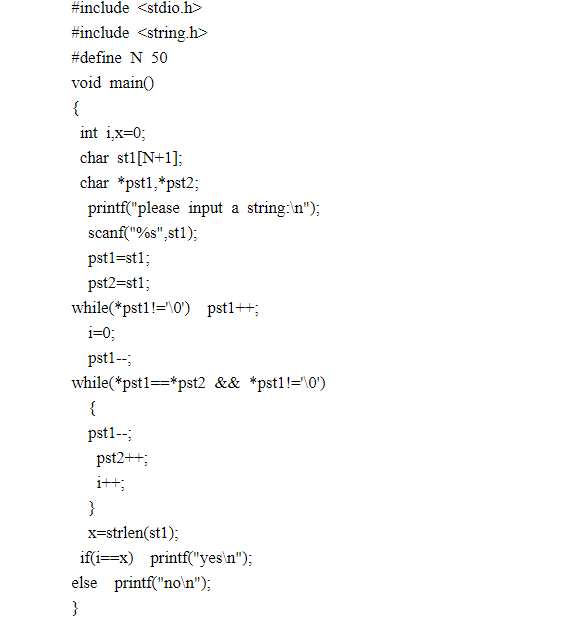 #include <stdio.h>
#include <string.h>
#define N 50
void main()
{
int i,x=0;
char st1[N+1];
char *pst1,*pst2;
printf("please input a string:\n");
scanf("%s",st1);
pst1=st1;
pst2=st1;
while(*pst1!='\0') pst1++;
i=0;
pst1--;
while(*pst1==*pst2 && *pst1!='\0')
{
pst1--;
pst2++;
i++;
}
x=strlen(st1);
if(i==x) printf("yes\n");
else printf("no\n");
}